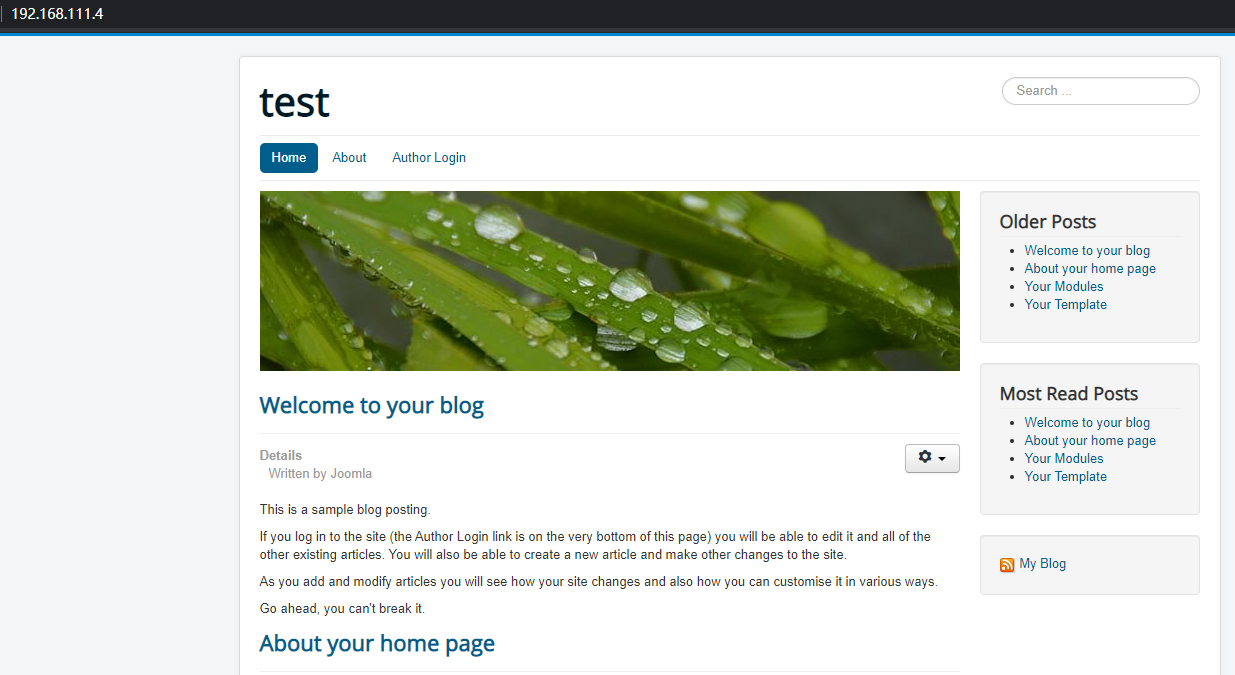 192.168.111.4
test
Search ...
Home
About
Author Login
Welcome to your blog
Details
Written by Joomla
This is a sample blog posting.
If you log in to the site (the Author Login link is on the very bottom of this page) you will be able to edit it and all of the
other existing articles. You will also be able to create a new article and make other changes to the site.
As you add and modify articles you will see how your site changes and also how you can customise it in various ways.
Go ahead, you can't break it.
About your home page
Older Posts
Welcome to your blog
About your home page
Your Modules
Your Template
Most Read Posts
Welcome to your blog
About your home page
Your Modules
Your Template
My Blog